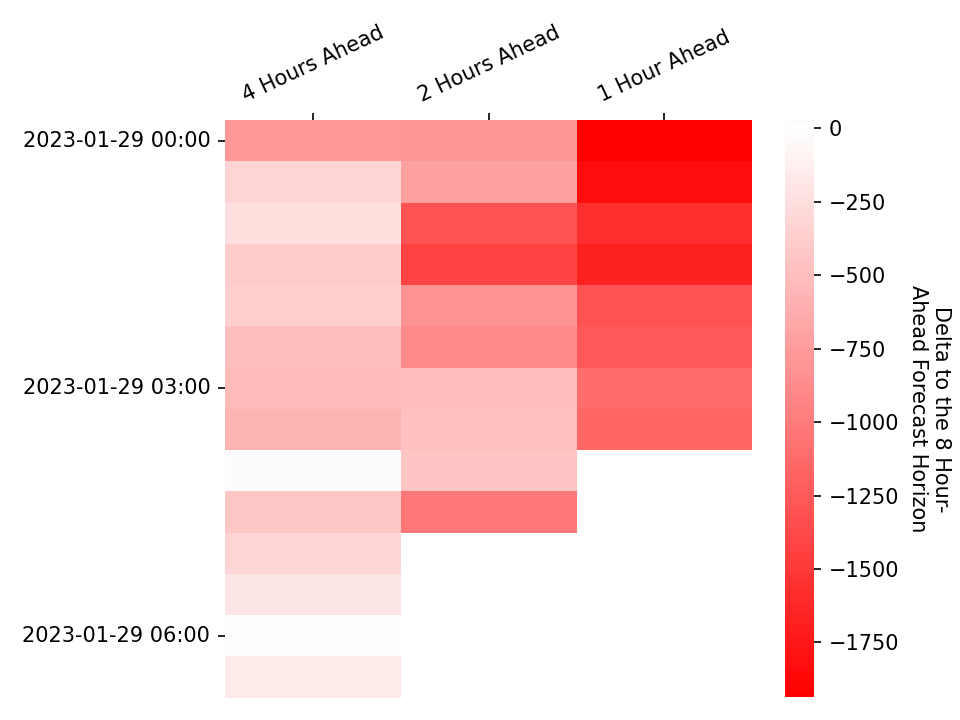 4 Hours Ahead
2 Hours Ahead
1 Hour Ahead
2023-01-29 00:00
2023-01-29 03:00
2023-01-29 06:00
0
−250
−500
−750
−1000
−1250
−1500
−1750
Delta to the 8 Hour-
Ahead Forecast Horizon